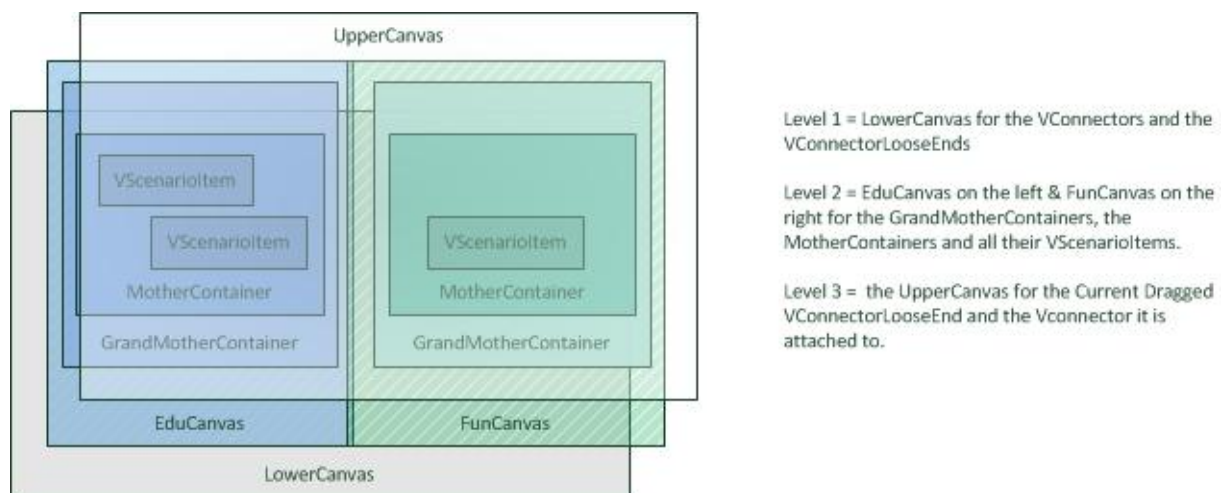 UpperCanvas
VScenarioItem
VScenarioItem
MotherContainer
GrandMotherContainer
EduCanvas
VScenarioItem
MotherContainer
GrandMotherContainer
FunCanvas
LowerCanvas
Level 1 = LowerCanvas for the VConnectors and the
VConnectorLooseEnds
Level 2 = EduCanvas on the left & FunCanvas on the
right for the GrandMotherContainers, the
MotherContainers and all their VScenarioItems.
Level 3 = the UpperCanvas for the Current Dragged
VConnectorLooseEnd and the Vconnector it is
attached to.